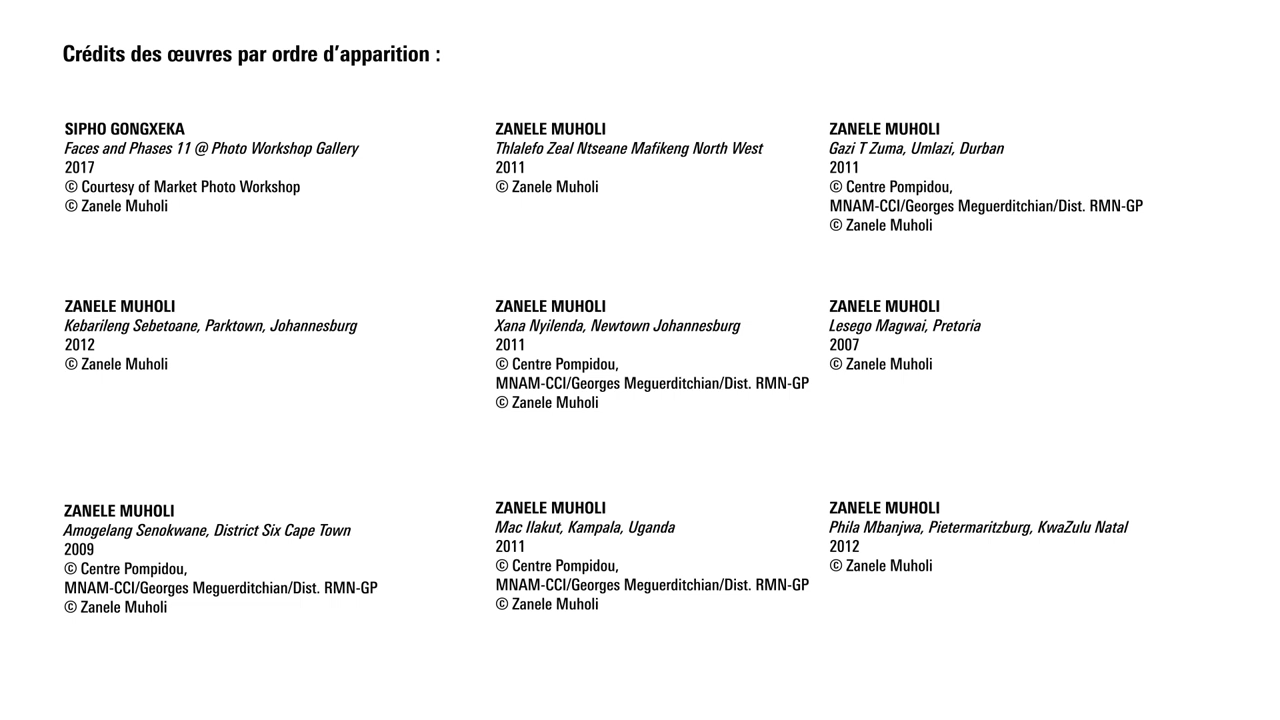 Crédits des œuvres par ordre d’apparition :
SIPHO GONGXEKA
Faces and Phases 11 @ Photo Workshop Gallery
2017
© Courtesy of Market Photo Workshop
© Zanele Muholi
ZANELE MUHOLI
Thlalefo Zeal Ntseane Mafikeng North West
2011
© Zanele Muholi
ZANELE MUHOLI
Gazi T Zuma, Umlazi, Durban
2011
© Centre Pompidou,
MNAM-CCI/Georges Meguerditchian/Dist. RMN-GP
© Zanele Muholi
ZANELE MUHOLI
Kebarileng Sebetoane, Parktown, Johannesburg
2012
© Zanele Muholi
ZANELE MUHOLI
Xana Nyilenda, Newtown Johannesburg
2011
© Centre Pompidou,
MNAM-CCI/Georges Meguerditchian/Dist. RMN-GP
© Zanele Muholi
ZANELE MUHOLI
Lesego Magwai, Pretoria
2007
© Zanele Muholi
ZANELE MUHOLI
Amogelang Senokwane, District Six Cape Town
2009
© Centre Pompidou,
MNAM-CCI/Georges Meguerditchian/Dist. RMN-GP
© Zanele Muholi
ZANELE MUHOLI
Mac Ilakut, Kampala, Uganda
2011
© Centre Pompidou,
MNAM-CCI/Georges Meguerditchian/Dist. RMN-GP
© Zanele Muholi
ZANELE MUHOLI
Phila Mbanjwa, Pietermaritzburg, KwaZulu Natal
2012
© Zanele Muholi